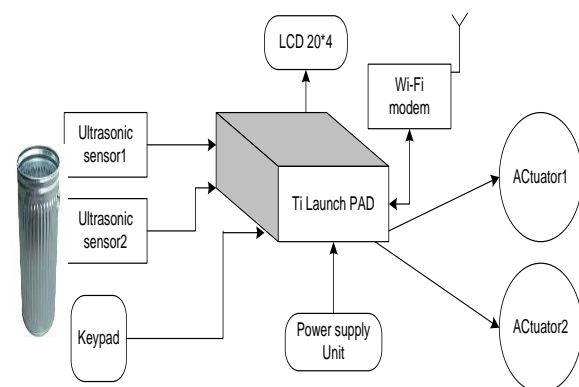 LCD 20*4
Wi-Fi
modem
Ultrasonic
sensor1
Ti Launch PAD
ACtuator1
Ultrasonic
sensor2
Keypad
Power supply
Unit
ACtuator2